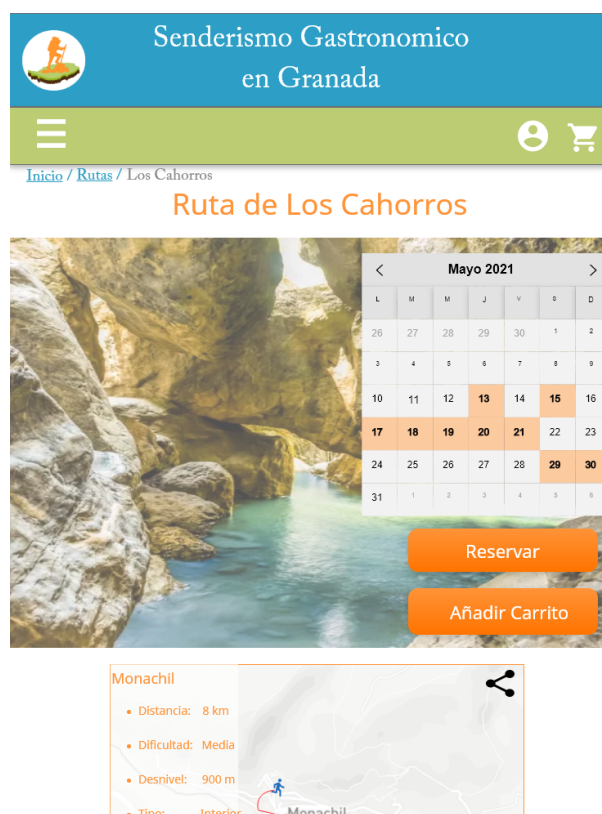 Senderismo Gastronomico
en Granada
Inicio / Rutas / Los Cahorros
Ruta de Los Cahorros
Mayo 2021
L M M J V S D
26 27 28 29 30 1 2
3 4 5 6 7 8 9
10 11 12 13 14 15 16
17 18 19 20 21 22 23
24 25 26 27 28 29 30
31 1 2 3 4 5 6
Reservar
Añadir Carrito
Monachil
Distancia: 8 km
Dificultad: Media
Desnivel: 900 m
Tipo: Interior
Monachil